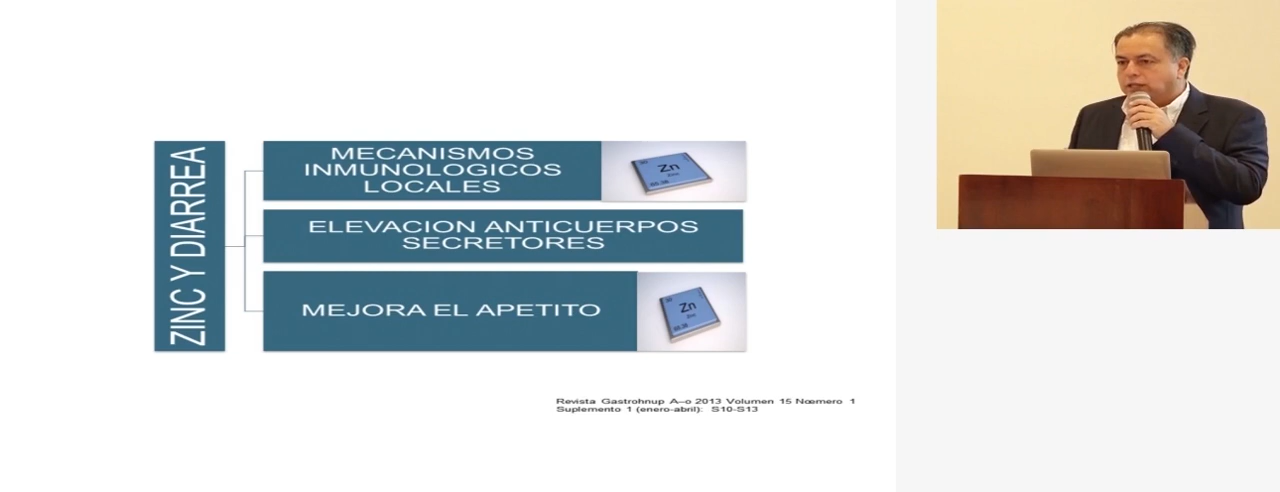 ZINC Y DIARREA
MECANISMOS
INMUNOLOGICOS
LOCALES
Zn
ELEVACION ANTICUERPOS
SECRETORES
MEJORA EL APETITO
Zn
Revista Gastrohnup A–o 2013 Volumen 15 Nœmero 1
Suplemento 1 (enero-abril): S10-S13